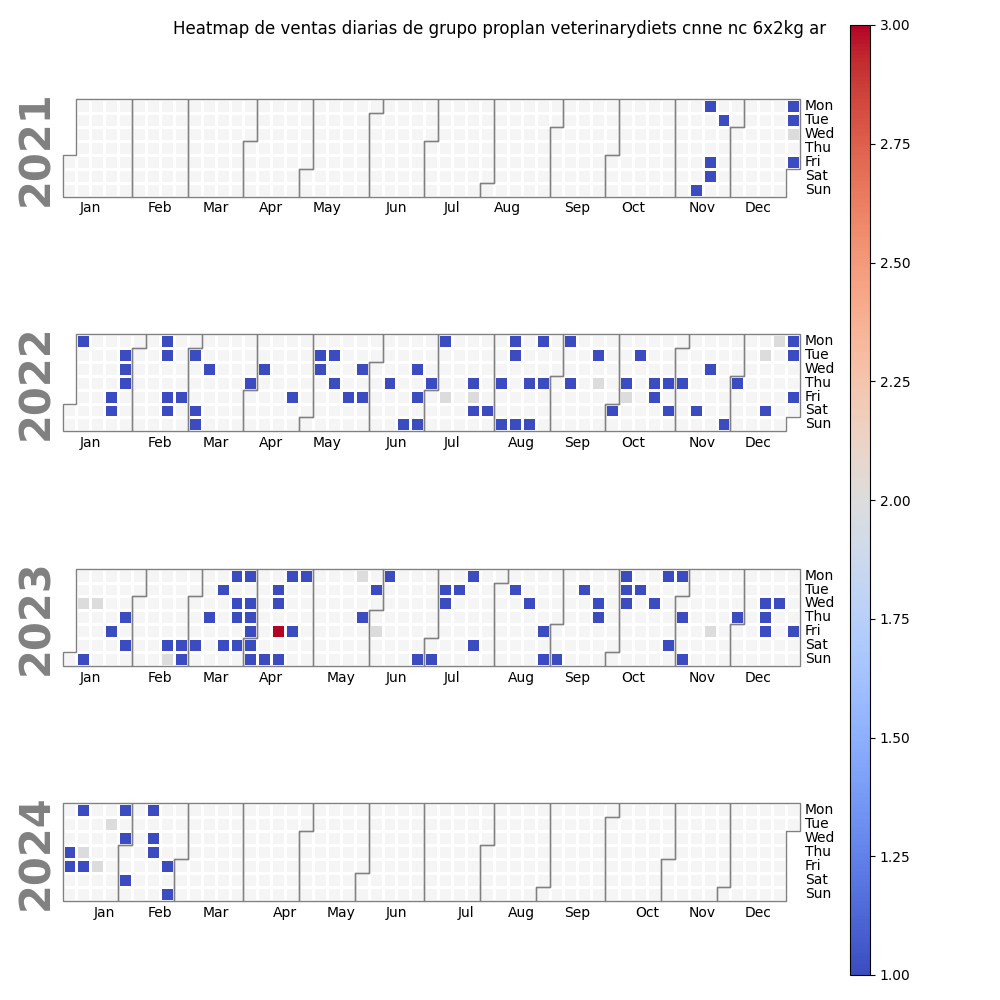 Heatmap de ventas diarias de grupo proplan veterinarydiets cnne nc 6x2kg ar
2021
Mon
Tue
Wed
Thu
Fri
Sat
Sun
Jan Feb Mar Apr May Jun Jul Aug Sep Oct Nov Dec
2022
Mon
Tue
Wed
Thu
Fri
Sat
Sun
Jan Feb Mar Apr May Jun Jul Aug Sep Oct Nov Dec
2023
Mon
Tue
Wed
Thu
Fri
Sat
Sun
Jan Feb Mar Apr May Jun Jul Aug Sep Oct Nov Dec
2024
Mon
Tue
Wed
Thu
Fri
Sat
Sun
Jan Feb Mar Apr May Jun Jul Aug Sep Oct Nov Dec
3.00
2.75
2.50
2.25
2.00
1.75
1.50
1.25
1.00